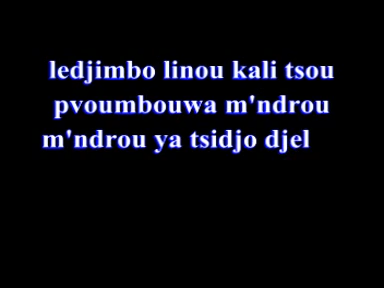 ledjimbo linou kali tsou
pvoumbouwa m'ndrou
m'ndrou ya tsidjo djel